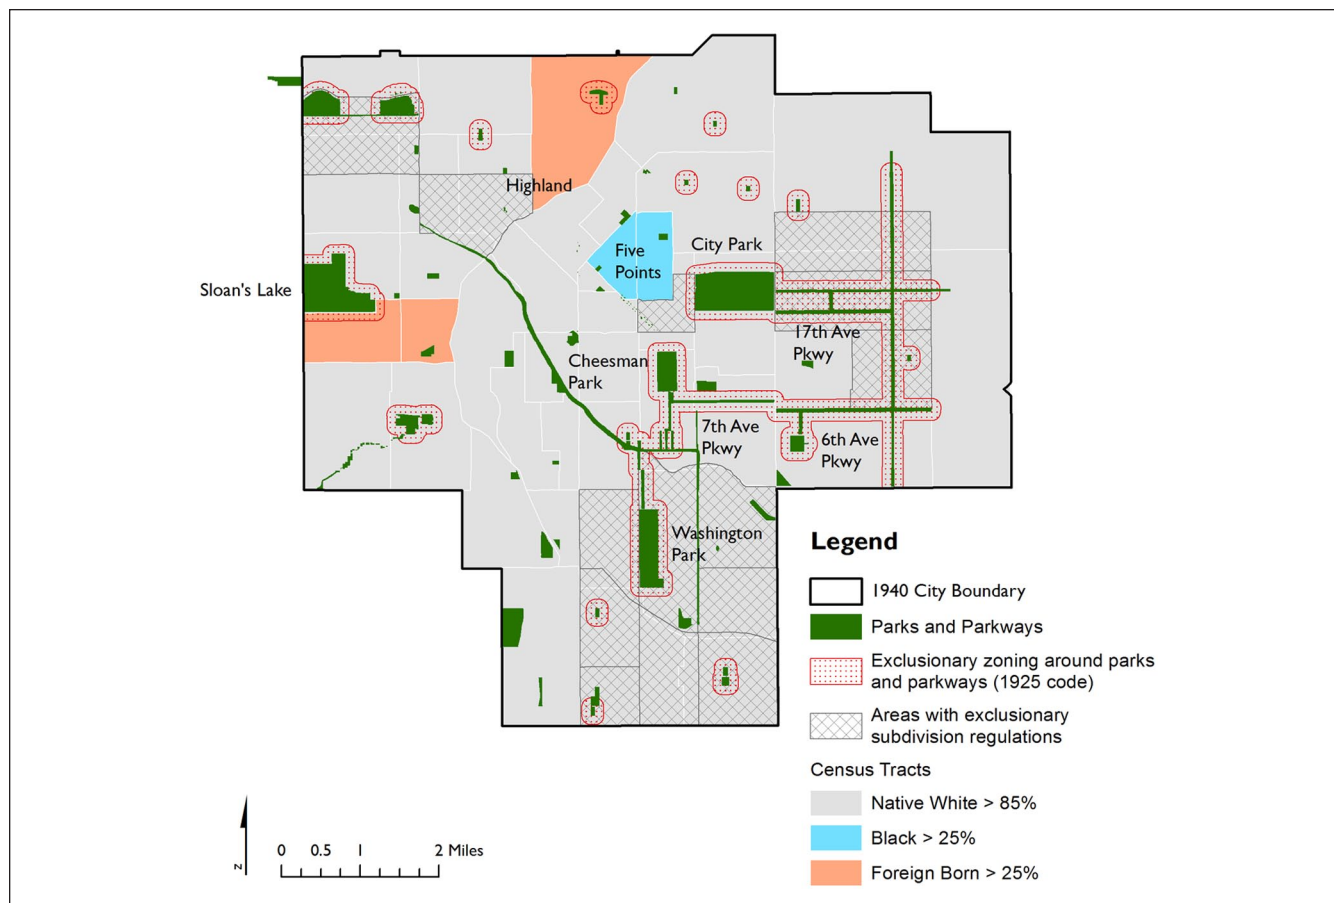 Highland
Five
Points
City Park
Sloan's Lake
17th Ave
Pkwy
Cheesman
Park
7th Ave
Pkwy
6th Ave
Pkwy
Washington
Park
Legend
1940 City Boundary
Parks and Parkways
Exclusionary zoning around parks
and parkways (1925 code)
Areas with exclusionary
subdivision regulations
Census Tracts
Native White > 85%
Black > 25%
Foreign Born > 25%
N
0 0.5 1 2 Miles